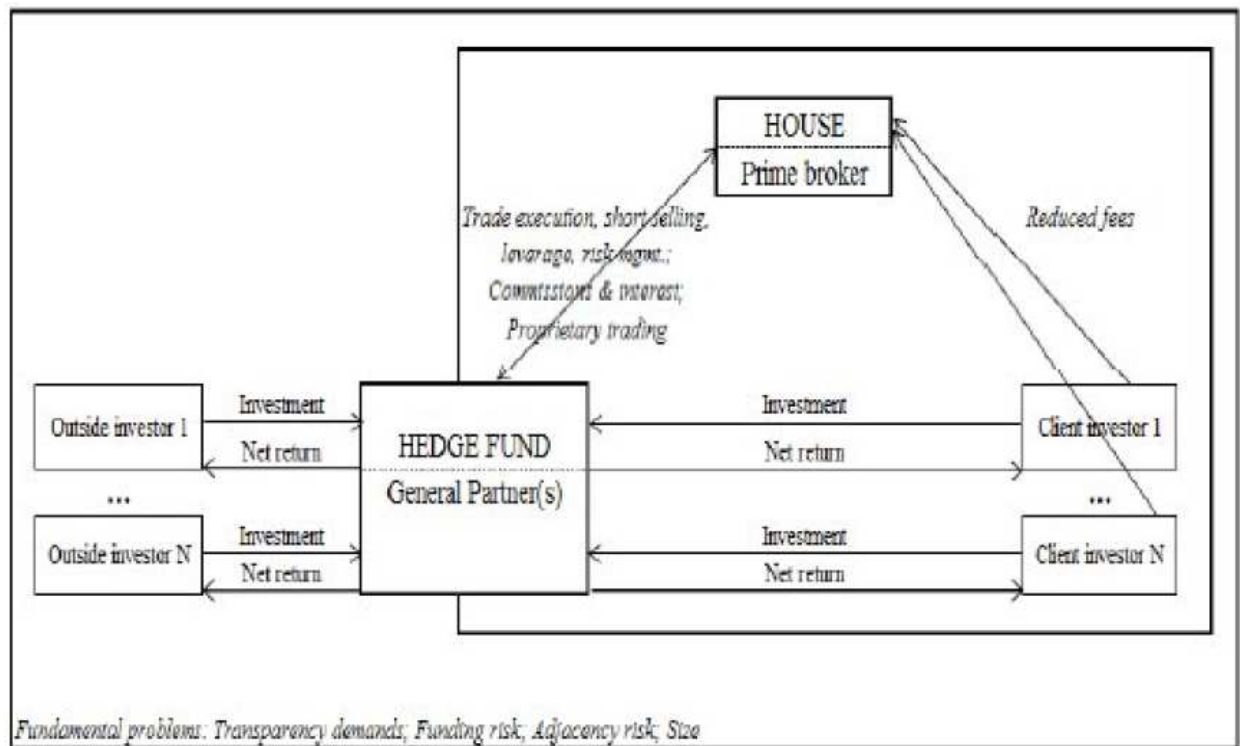 HOUSE
Prime broker
Trade execution, short selling,
leverage, risk mgmt.;
Commissions & interest;
Proprietary trading
Reduced fees
Outside investor 1
Investment
Net return
HEDGE FUND
General Partner(s)
Investment
Net return
Client investor 1
...
...
Outside investor N
Investment
Net return
Investment
Net return
Client investor N
Fundamental problems: Transparency demands; Funding risk; Adjacency risk; Size